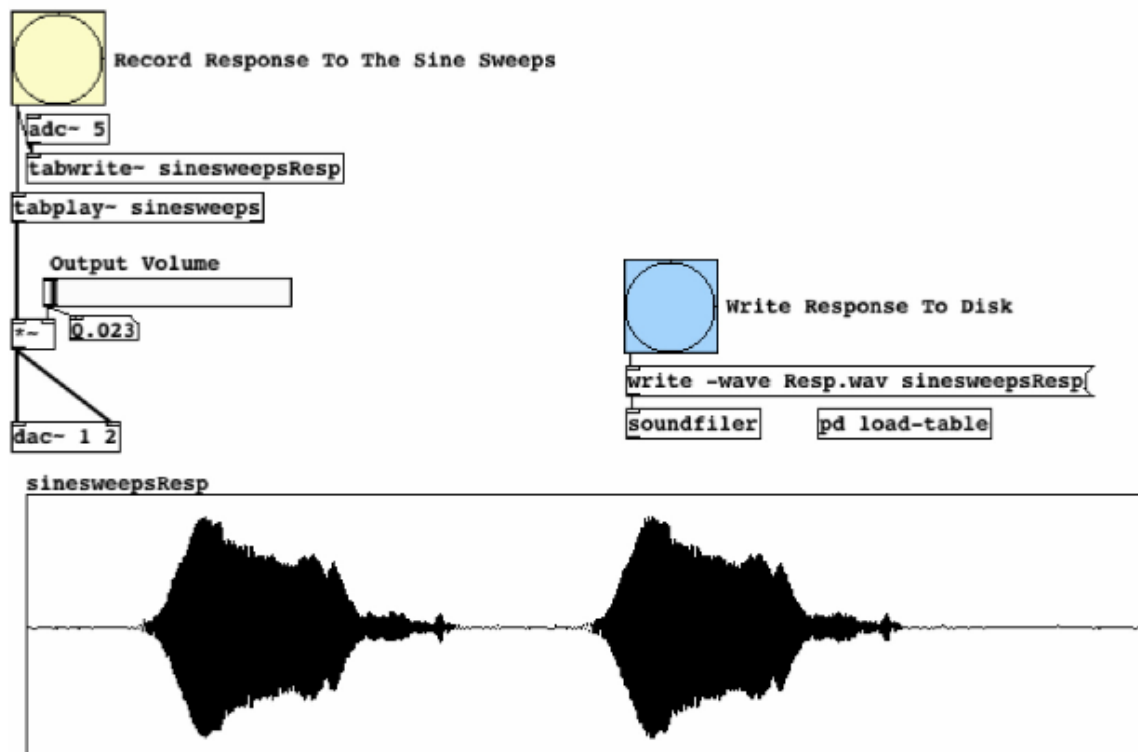 Record Response To The Sine Sweeps
adc~ 5
tabwrite~ sinesweepsResp
tabplay~ sinesweeps
Output Volume
0.023
*~
dac~ 1 2
Write Response To Disk
write -wave Resp.wav sinesweepsResp
soundfiler
pd load-table
sinesweepsResp